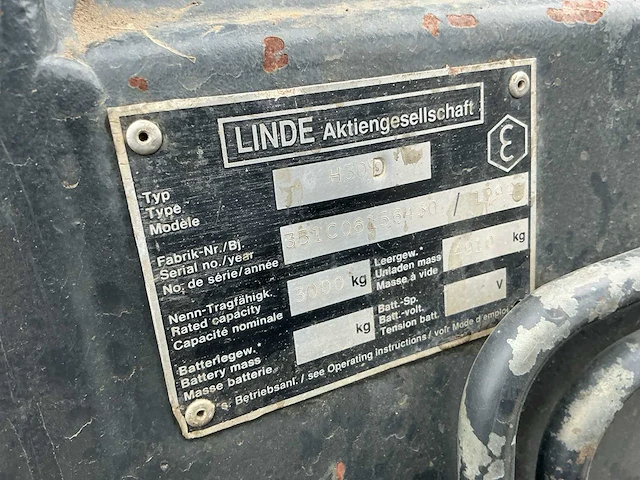 LINDE Aktiengesellschaft
ε
Typ
Type
Modèle
H30D
Fabrik-Nr./Bj.
Serial no./year
No. de série/année
Nenn-Tragfähigk.
Rated capacity
Capacité nominale
3000 kg
Leergew.*
Unladen mass
Masse à vide
kg
Batteriegew.*
Battery mass
Masse batterie
kg
Batt.-Sp.
Batt.-volt.
Tension batt.
V
*s. Betriebsanl. / see Operating Instructions / voir Mode d'emploi